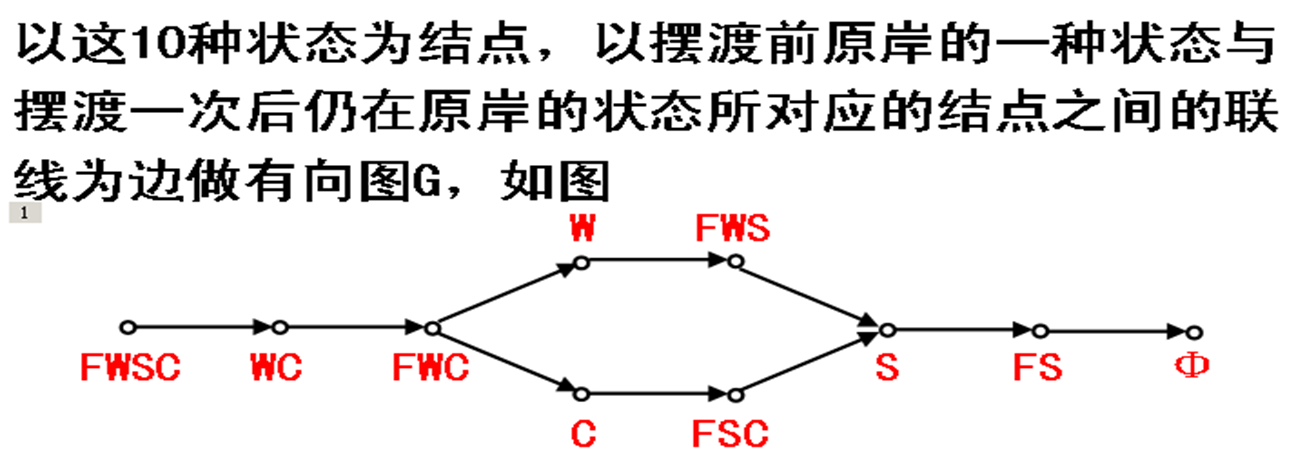 以这10种状态为结点，以摆渡前原岸的一种状态与
摆渡一次后仍在原岸的状态所对应的结点之间的联
线为边做有向图G，如图
1
W FWS
FWSC WC FWC S FS Φ
C FSC